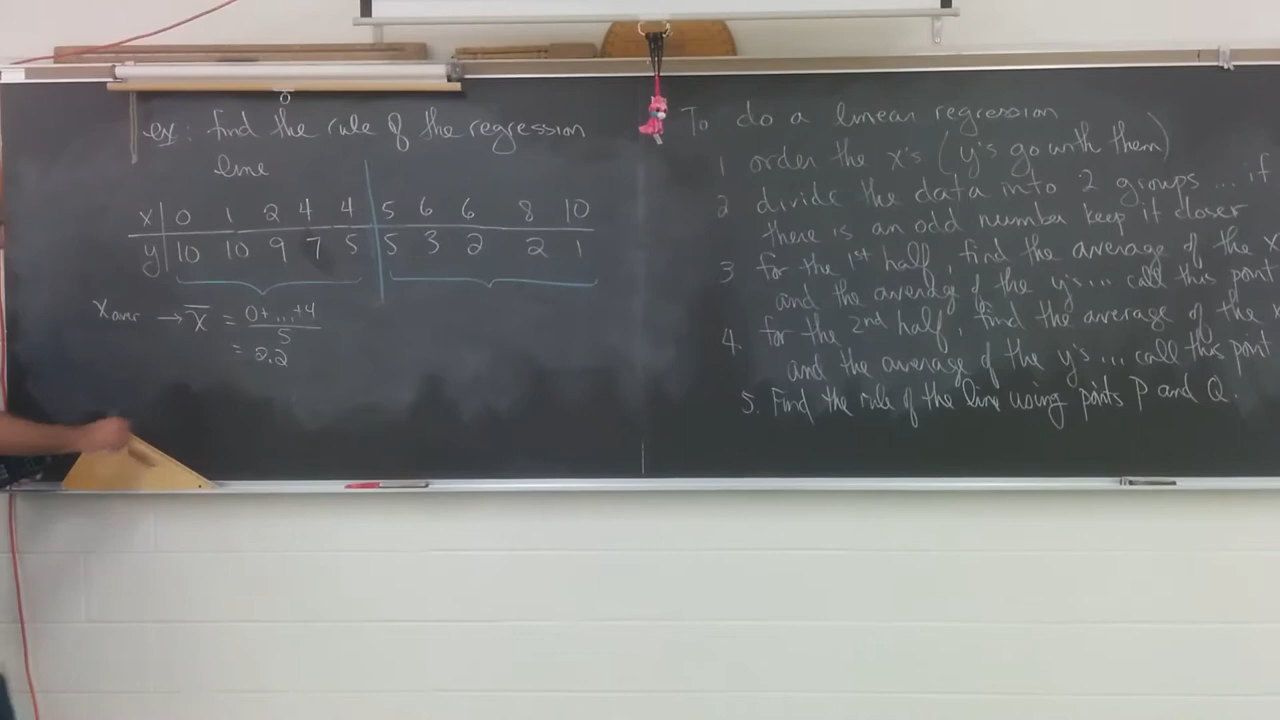 ex: find the rule of the regression
line
x | 0 1 2 4 4 | 5 6 6 8 10
y | 10 10 9 7 5 | 5 3 2 2 1
x̄ = 0+...+4
5
= 2.2
To do a linear regression
1 order the x's (y's go with them)
2 divide the data into 2 groups ... if
there is an odd number keep it closer
3 for the 1st half, find the average of the x
and the average of the y's ... call this point
4. for the 2nd half, find the average of the x
and the average of the y's ... call this point
5. Find the rule of the line using points P and Q.